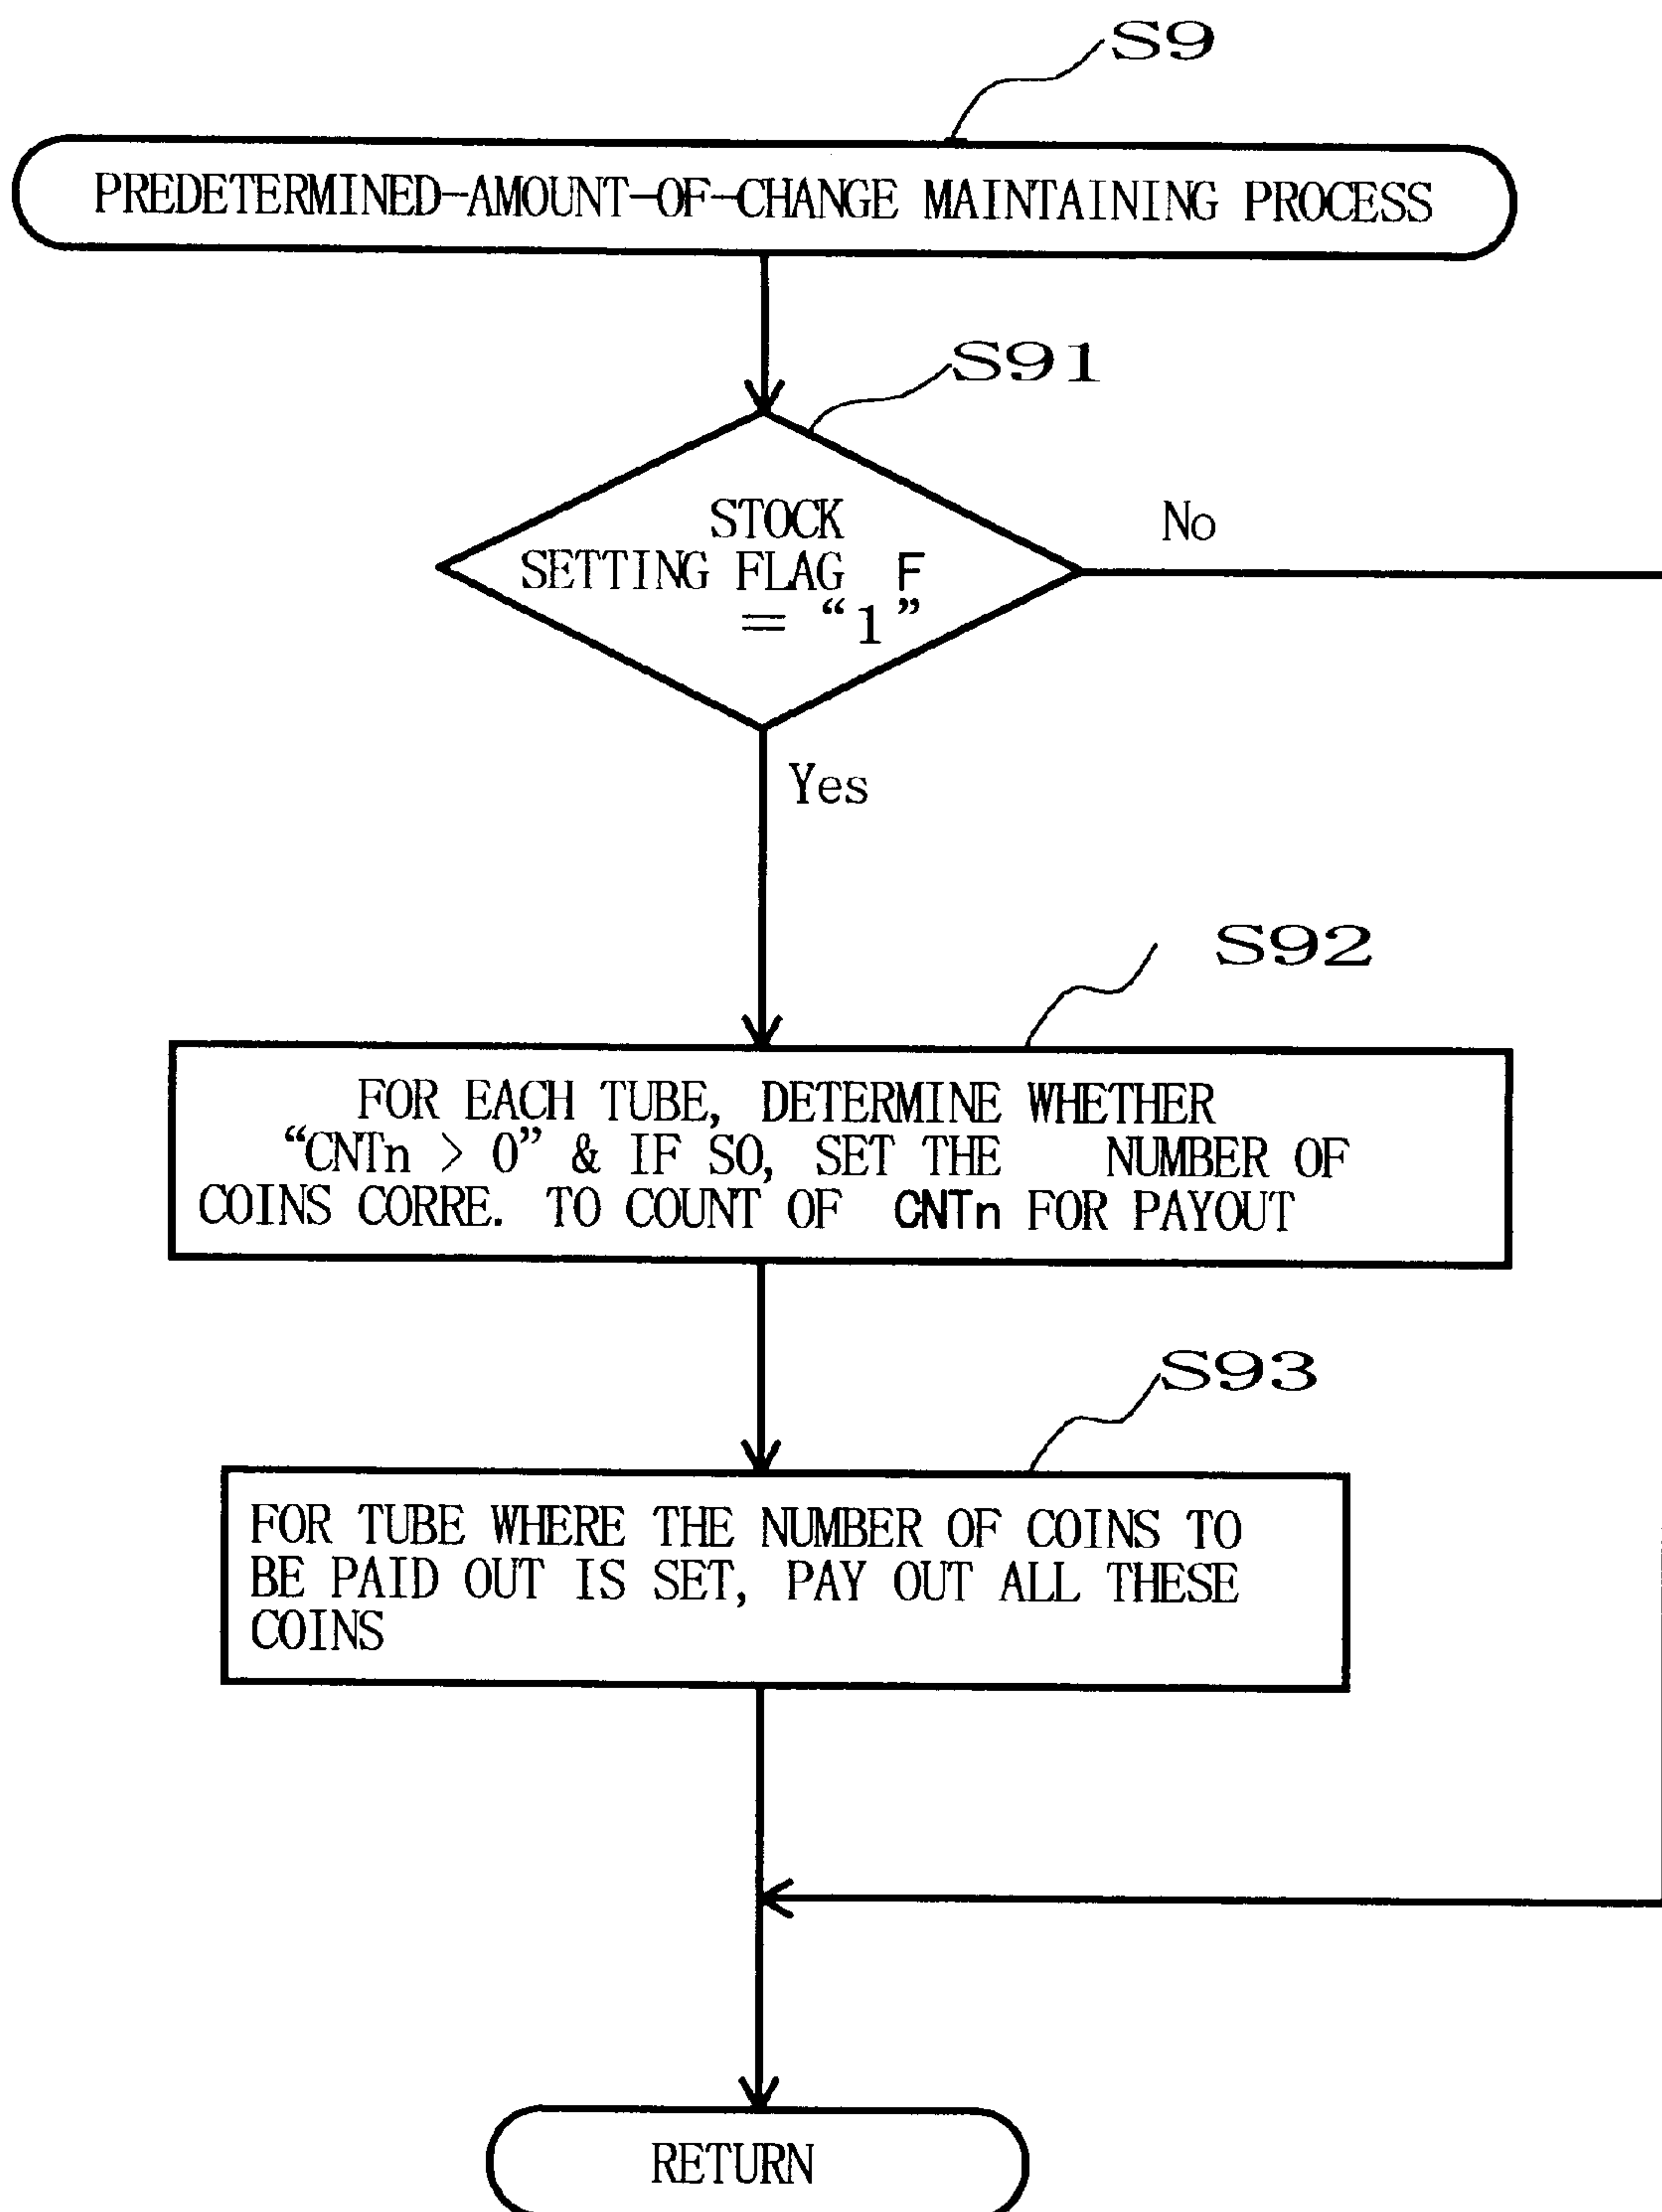 S9
PREDETERMINED-AMOUNT-OF-CHANGE MAINTAINING PROCESS
S91
STOCK
SETTING FLAG F
= “1”
No
Yes
S92
FOR EACH TUBE, DETERMINE WHETHER
“CNTn > 0” & IF SO, SET THE NUMBER OF
COINS CORRE. TO COUNT OF CNTn FOR PAYOUT
S93
FOR TUBE WHERE THE NUMBER OF COINS TO
BE PAID OUT IS SET, PAY OUT ALL THESE
COINS
RETURN